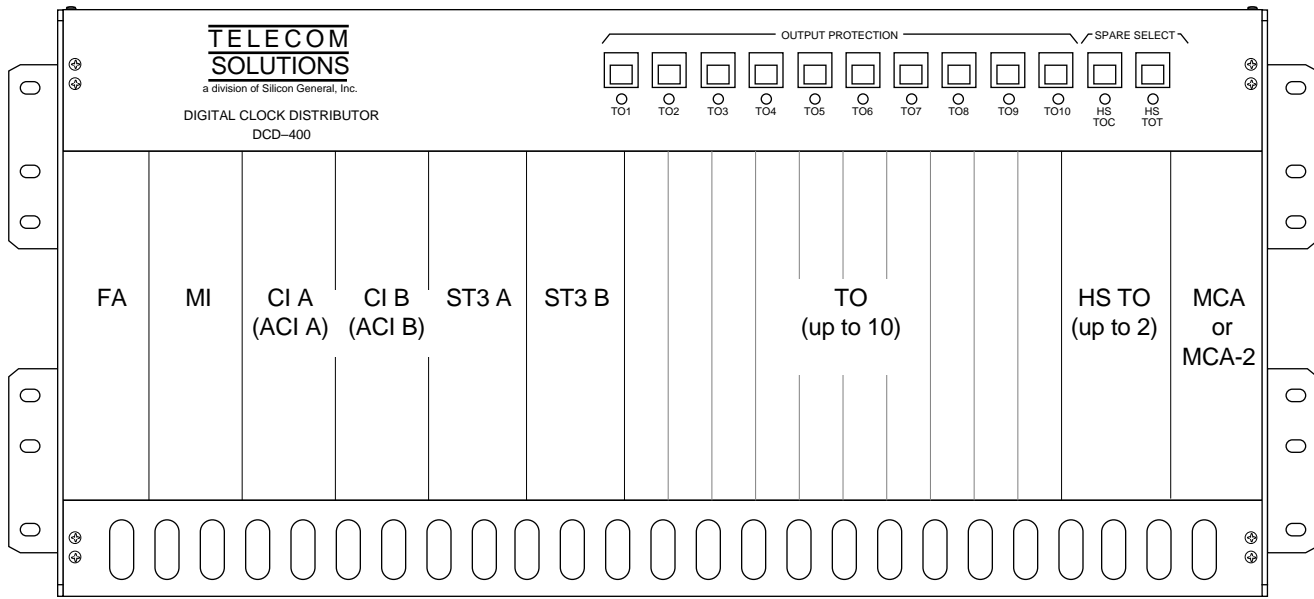 TELECOM
SOLUTIONS
a division of Silicon General, Inc.
DIGITAL CLOCK DISTRIBUTOR
DCD–400
OUTPUT PROTECTION
SPARE SELECT
TO1 TO2 TO3 TO4 TO5 TO6 TO7 TO8 TO9 TO10 HS TOC HS TOT
FA
MI
CI A
(ACI A)
CI B
(ACI B)
ST3 A
ST3 B
TO
(up to 10)
HS TO
(up to 2)
MCA
or
MCA-2